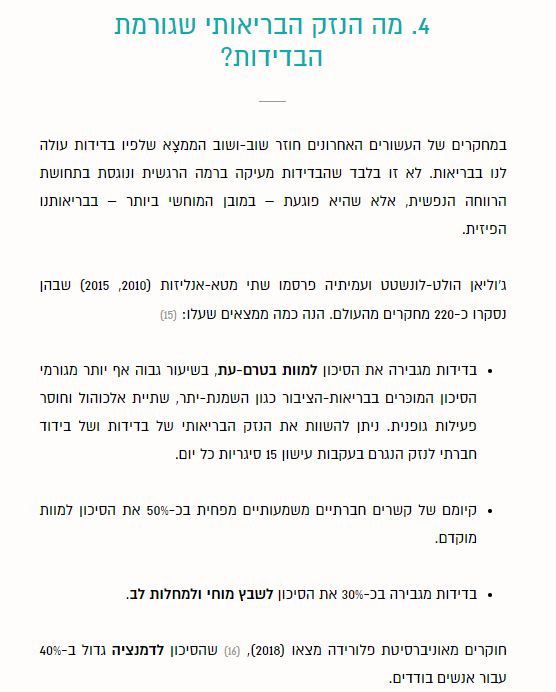 4. מה הנזק הבריאותי שגורמת
הבדידות?
במחקרים של העשורים האחרונים חוזר שוב-ושוב הממצָא שלפיו בדידות עולה
לנו בבריאות. לא זו בלבד שהבדידות מעיקה ברמה הרגשית ונוגסת בתחושת
הרווחה הנפשית, אלא שהיא פוגעת – במובן המוחשי ביותר – בבריאותנו
הפיזית.
ג'וליאן הולט-לונשטט ועמיתיה פרסמו שתי מטא-אנליזות (2010, 2015) שבהן
נסקרו כ-220 מחקרים מהעולם. הנה כמה ממצאים שעלו: (15)
• בדידות מגבירה את הסיכון למוות בטרם-עת, בשיעור גבוה אף יותר מגורמי
הסיכון המוכּרים בבריאות-הציבור כגון השמנת-יתר, שתיית אלכוהול וחוסר
פעילות גופנית. ניתן להשוות את הנזק הבריאותי של בדידות ושל בידוד
חברתי לנזק הנגרם בעקבות עישון 15 סיגריות כל יום.
• קיומם של קשרים חברתיים משמעותיים מפחית בכ-50% את הסיכון למוות
מוקדם.
• בדידות מגבירה בכ-30% את הסיכון לשבץ מוחי ולמחלות לב.
חוקרים מאוניברסיטת פלורידה מצאו (2018), (16) שהסיכון לדמנציה גדול ב-40%
עבור אנשים בודדים.